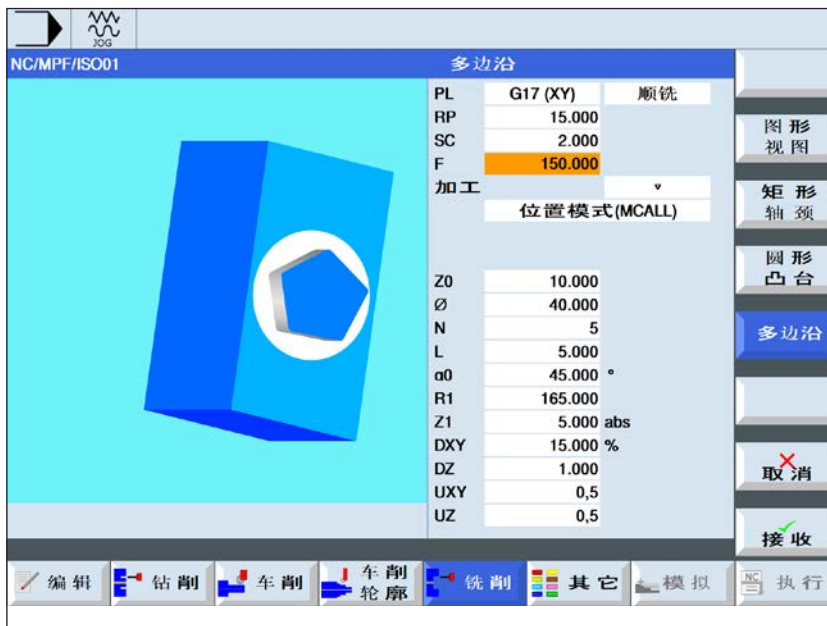 JOG
NC/MPF/ISO01
多边沿
PL G17 (XY) 顺铣
RP 15.000
SC 2.000
F 150.000
加工 ▿
位置模式(MCALL)
Z0 10.000
Ø 40.000
N 5
L 5.000
α0 45.000 °
R1 165.000
Z1 5.000 abs
DXY 15.000 %
DZ 1.000
UXY 0,5
UZ 0,5
图形
视图
矩形
轴颈
圆形
凸台
多边沿
取消
接收
编辑
钻削
车削
车削
轮廓
铣削
其它
模拟
NC
执行